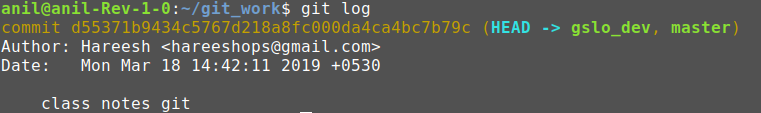 anil@anil-Rev-1-0:~/git_work$ git log
commit d55371b9434c5767d218a8fc000da4ca4bc7b79c (HEAD -> gslo_dev, master)
Author: Hareesh <hareeshops@gmail.com>
Date:   Mon Mar 18 14:42:11 2019 +0530
    class notes git